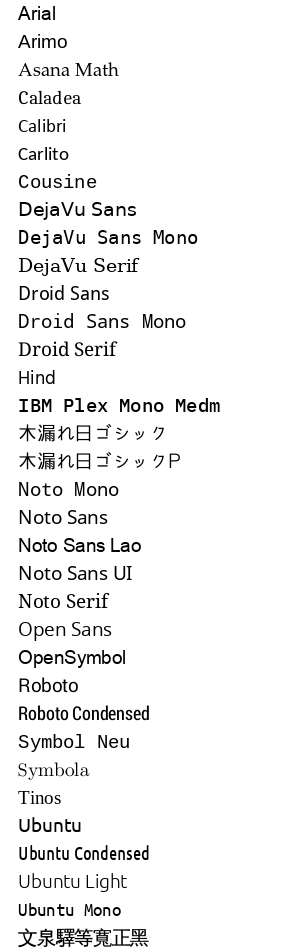 Arial
Arimo
Asana Math
Caladea
Calibri
Carlito
Cousine
DejaVu Sans
DejaVu Sans Mono
DejaVu Serif
Droid Sans
Droid Sans Mono
Droid Serif
Hind
IBM Plex Mono Medm
木漏れ日ゴシック
木漏れ日ゴシックP
Noto Mono
Noto Sans
Noto Sans Lao
Noto Sans UI
Noto Serif
Open Sans
OpenSymbol
Roboto
Roboto Condensed
Symbol Neu
Symbola
Tinos
Ubuntu
Ubuntu Condensed
Ubuntu Light
Ubuntu Mono
文泉驛等寬正黑